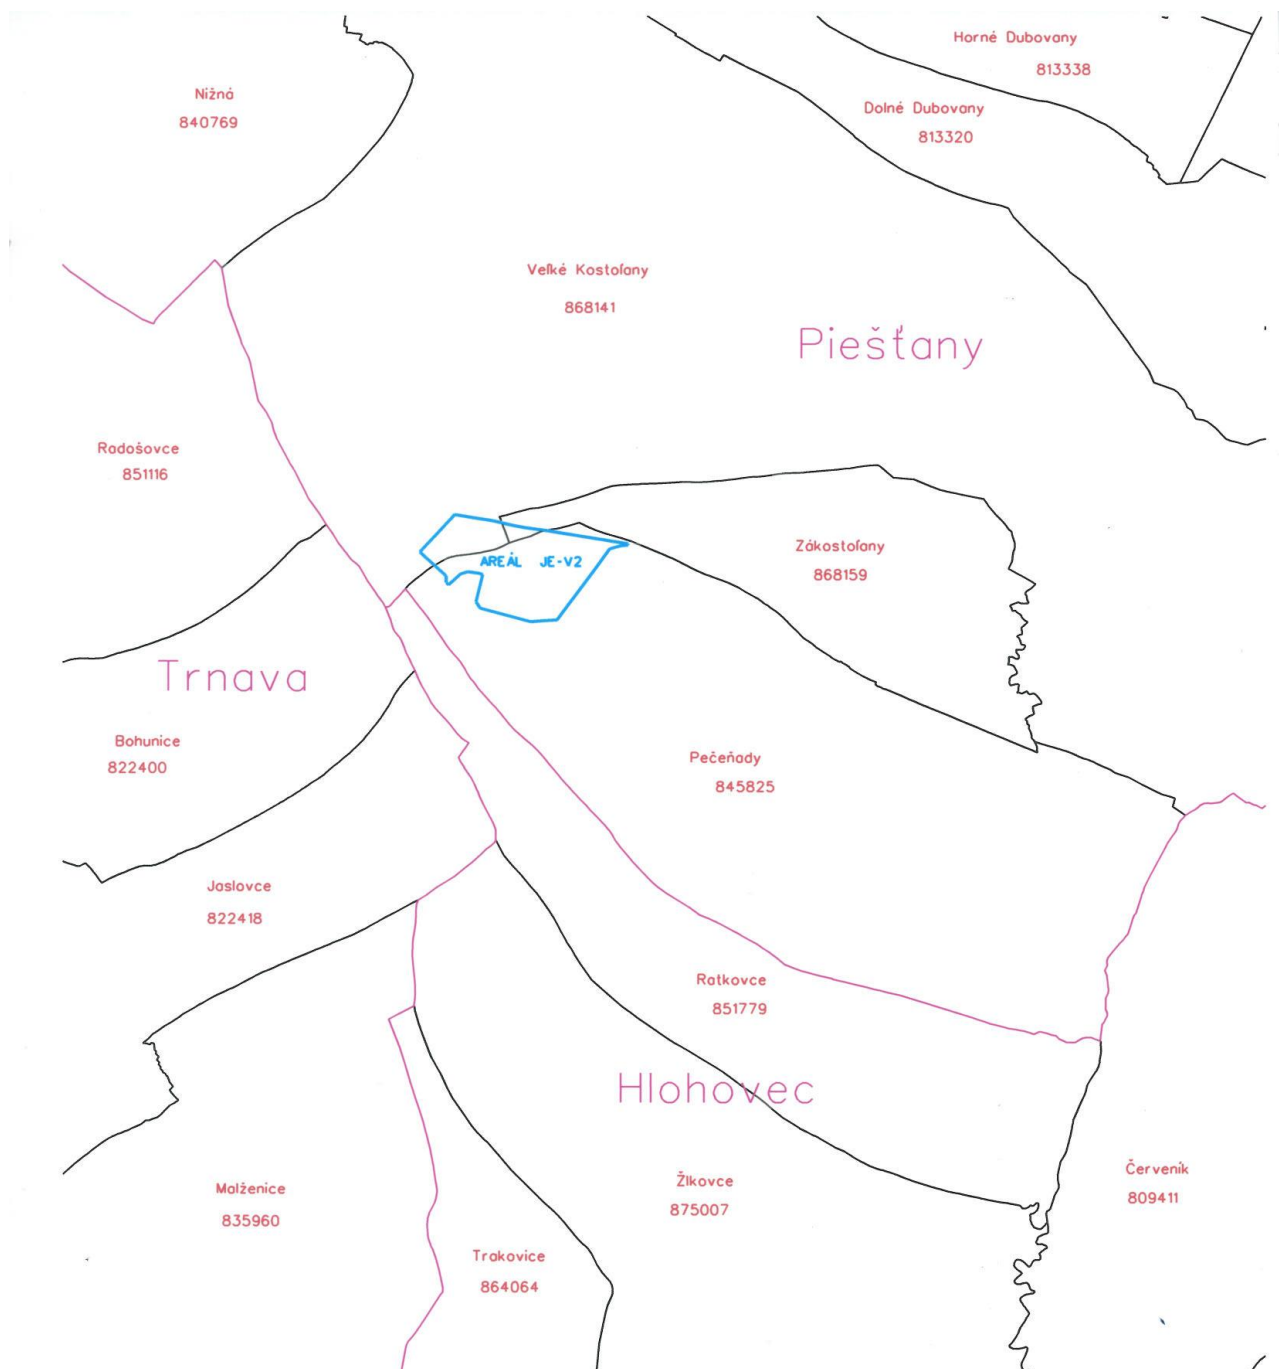 Horné Dubovany
813338
Nižná
840769
Dolné Dubovany
813320
Veľké Kostoľany
868141
Piešťany
Radošovce
851116
Zákostoľany
868159
AREÁL JE-V2
Trnava
Bohunice
822400
Pečeňady
845825
Jaslovce
822418
Ratkovce
851779
Hlohovec
Malženice
835960
Žlkovce
875007
Červeník
809411
Trakovice
864064